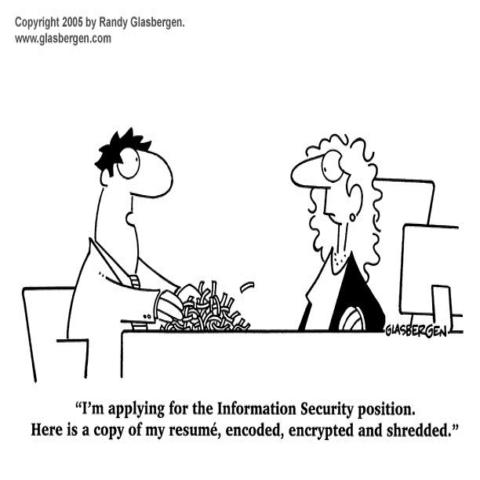 Copyright 2005 by Randy Glasbergen.
www.glasbergen.com
GLASBERGEN
“I’m applying for the Information Security position.
Here is a copy of my resumé, encoded, encrypted and shredded.”